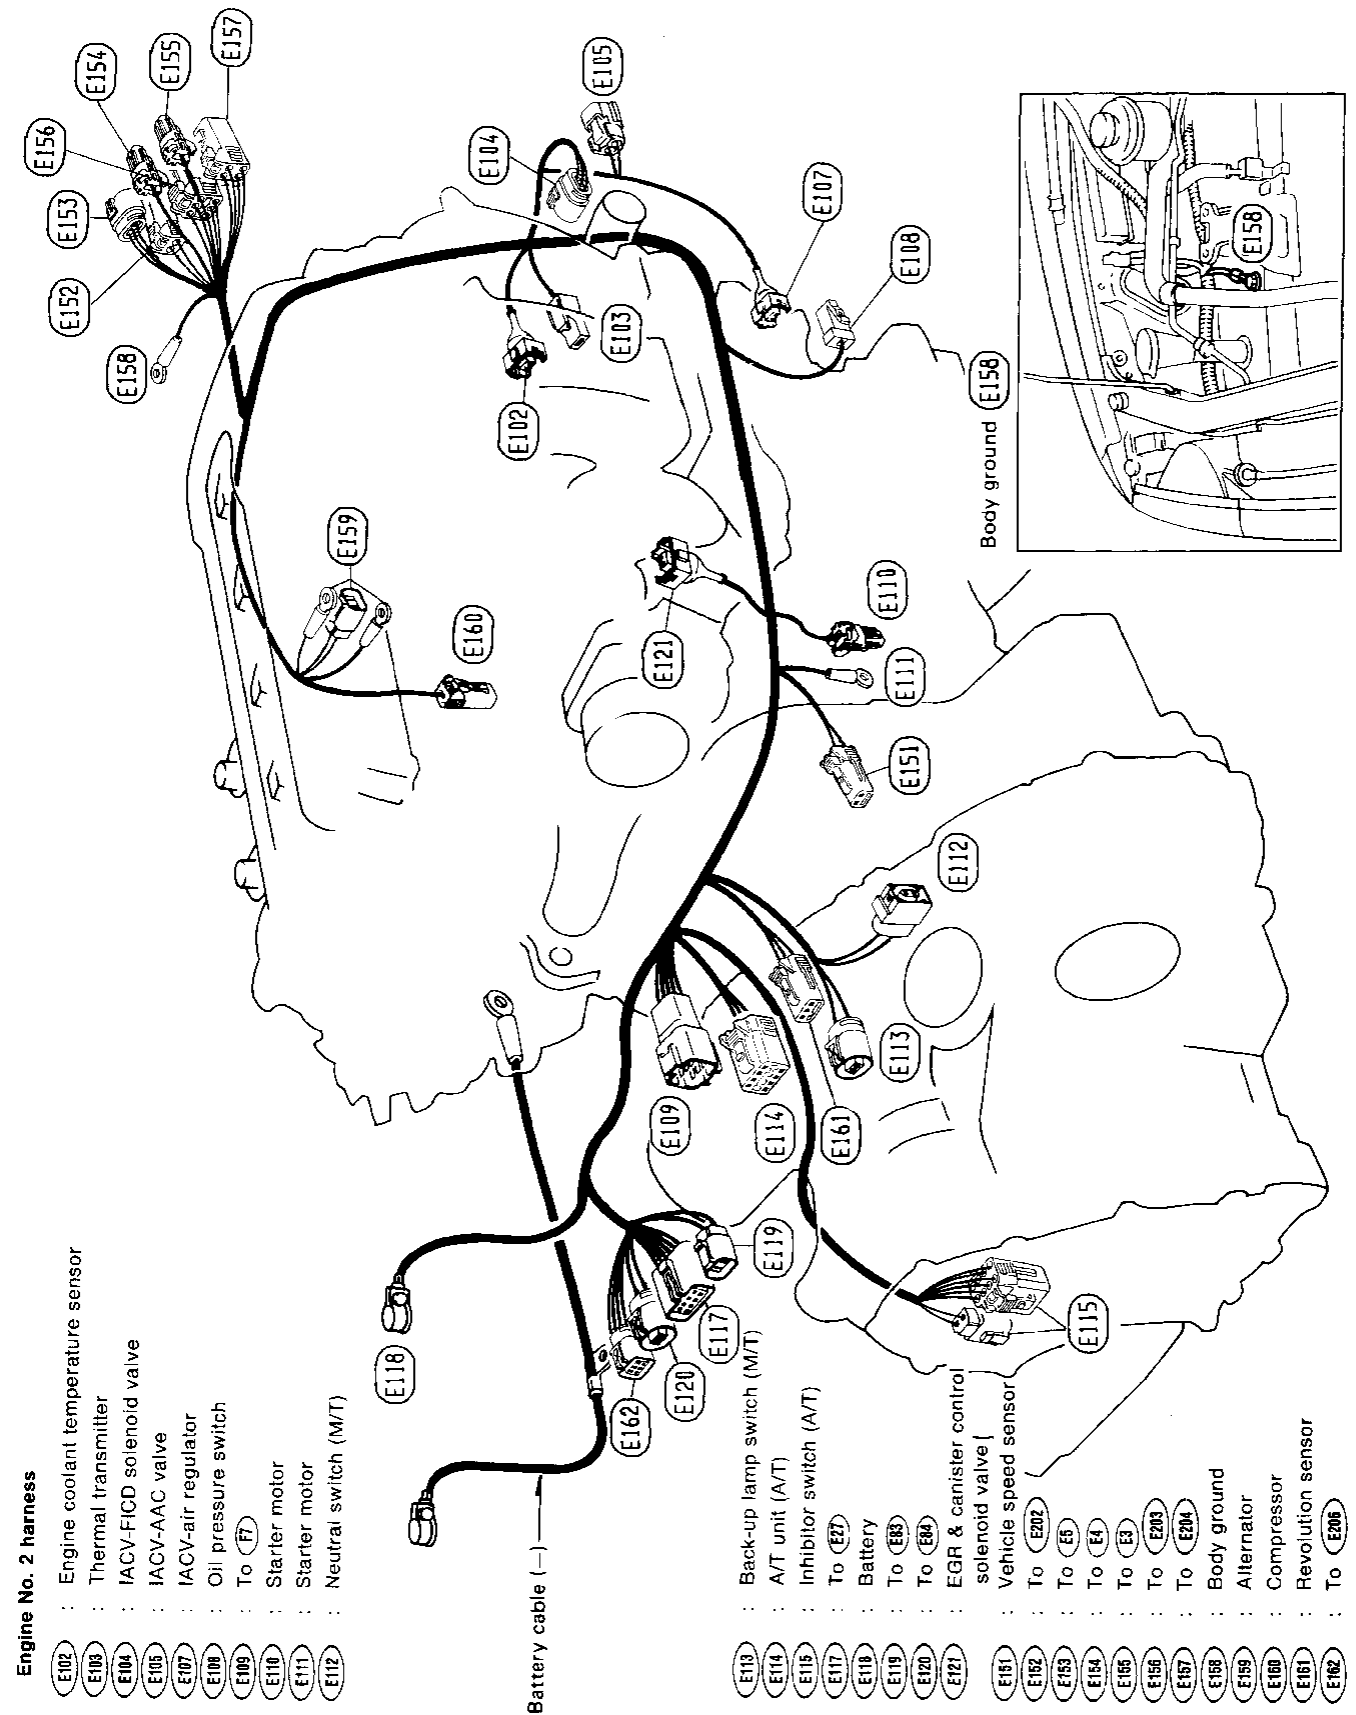 Engine No. 2 harness
E102 : Engine coolant temperature sensor
E103 : Thermal transmitter
E104 : IACV-FICD solenoid valve
E105 : IACV-AAC valve
E107 : IACV-air regulator
E108 : Oil pressure switch
E109 : To F7
E110 : Starter motor
E111 : Starter motor
E112 : Neutral switch (M/T)
Battery cable (−)
E113 : Back-up lamp switch (M/T)
E114 : A/T unit (A/T)
E115 : Inhibitor switch (A/T)
E117 : To E27
E118 : Battery
E119 : To E83
E120 : To E84
E121 : EGR & canister control
solenoid valve (
E151 : Vehicle speed sensor
E152 : To E202
E153 : To E5
E154 : To E4
E155 : To E3
E156 : To E203
E157 : To E204
E158 : Body ground
E159 : Alternator
E160 : Compressor
E161 : Revolution sensor
E162 : To E206
E118
E162
E120
E117
E119
E115
E109
E114
E161
E113
E112
E151
E111
E110
E121
E160
E159
E158
E152
E153
E156
E154
E155
E157
E102
E103
E104
E105
E107
E108
Body ground E158
E158